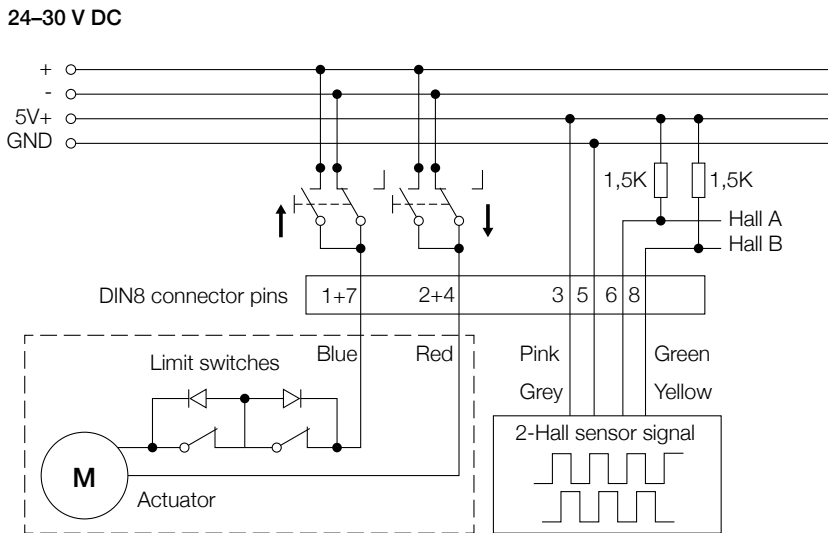 24–30 V DC
+
-
5V+
GND
1,5K 1,5K
Hall A
Hall B
DIN8 connector pins 1+7 2+4 3 5 6 8
Blue Red Pink Green
Limit switches
Grey Yellow
2-Hall sensor signal
M
Actuator